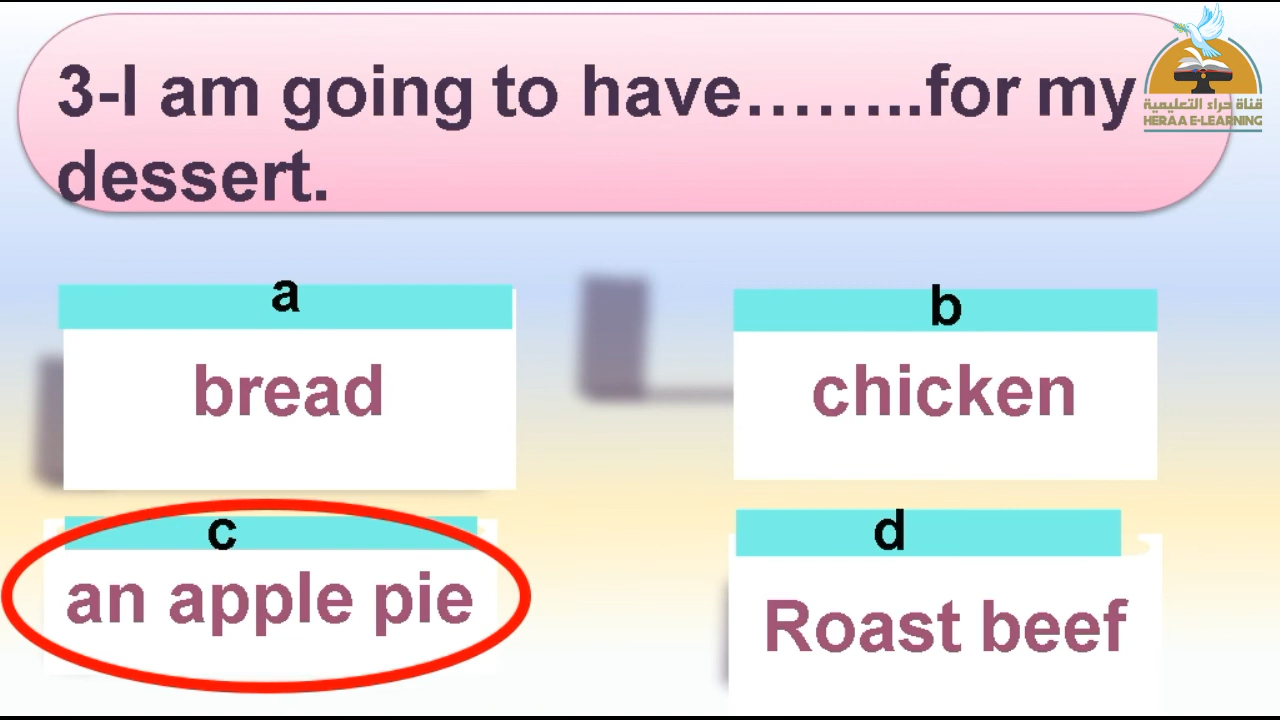 3-I am going to have........for my
dessert.
قناة حراء التعليمية
HERAA E-LEARNING
a
bread
b
chicken
c
an apple pie
d
Roast beef